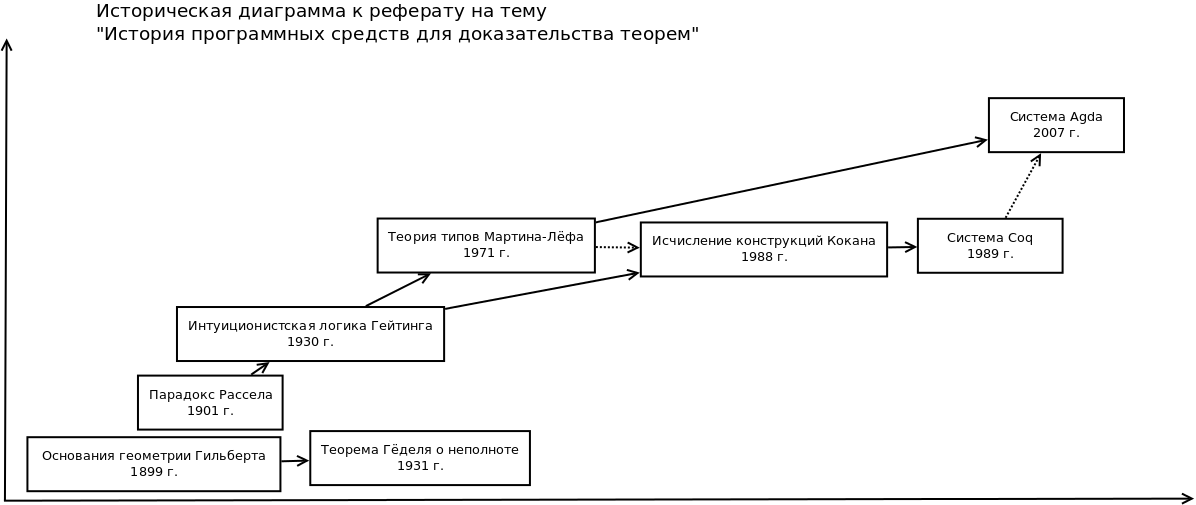 Историческая диаграмма к реферату на тему
"История программных средств для доказательства теорем"
Система Agda
2007 г.
Теория типов Мартина-Лёфа
1971 г.
Исчисление конструкций Кокана
1988 г.
Система Coq
1989 г.
Интуиционистская логика Гейтинга
1930 г.
Парадокс Рассела
1901 г.
Основания геометрии Гильберта
1899 г.
Теорема Гёделя о неполноте
1931 г.